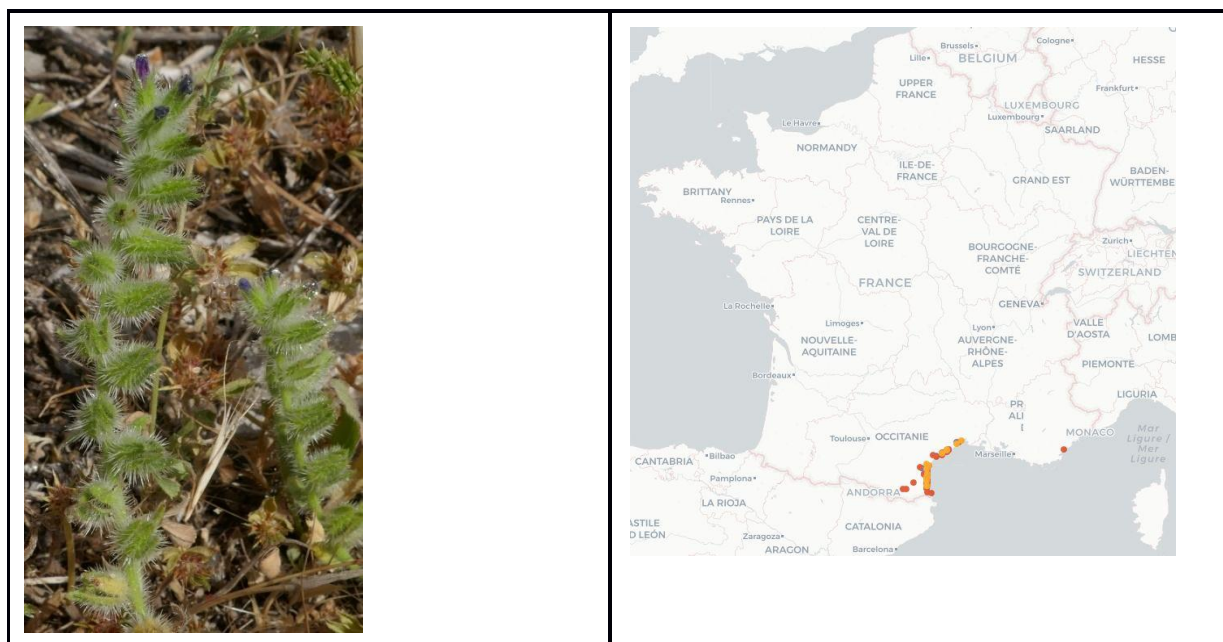 Brussels
BELGIUM
Cologne
HESSE
Lille
UPPER
FRANCE
Frankfurt
LUXEMBOURG
Luxembourg
SAARLAND
Le Havre
NORMANDY
ILE-DE-
FRANCE
GRAND EST
BADEN-
WÜRTTEMBE
BRITTANY
Rennes
PAYS DE LA
LOIRE
CENTRE-
VAL DE
LOIRE
BOURGOGNE-
FRANCHE-
COMTÉ
Zurich
LIECHTEN
SWITZERLAND
FRANCE
GENEVA
La Rochelle
Limoges
NOUVELLE-
AQUITAINE
Lyon
AUVERGNE-
RHÔNE-
ALPES
VALLE
D'AOSTA
LOMB
PIEMONTE
Bordeaux
LIGURIA
PR
ALI
MONACO
Mar
Ligure /
Mer
Ligure
Toulouse
OCCITANIE
Marseille
CANTABRIA
Bilbao
Pamplona
ANDORRA
LA RIOJA
ASTILE
D LEÓN
CATALONIA
Zaragoza
ARAGON
Barcelona